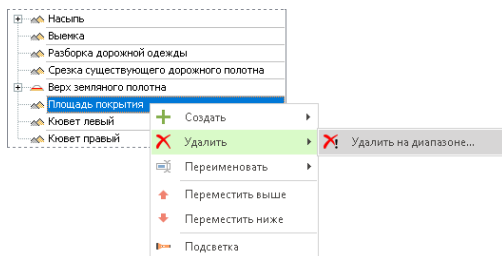 Насыпь
Выемка
Разборка дорожной одежды
Срезка существующего дорожного полотна
Верх земляного полотна
Площадь покрытия
Кювет левый
Кювет правый
Создать
Удалить
Удалить на диапазоне...
Переименовать
Переместить выше
Переместить ниже
Подсветка